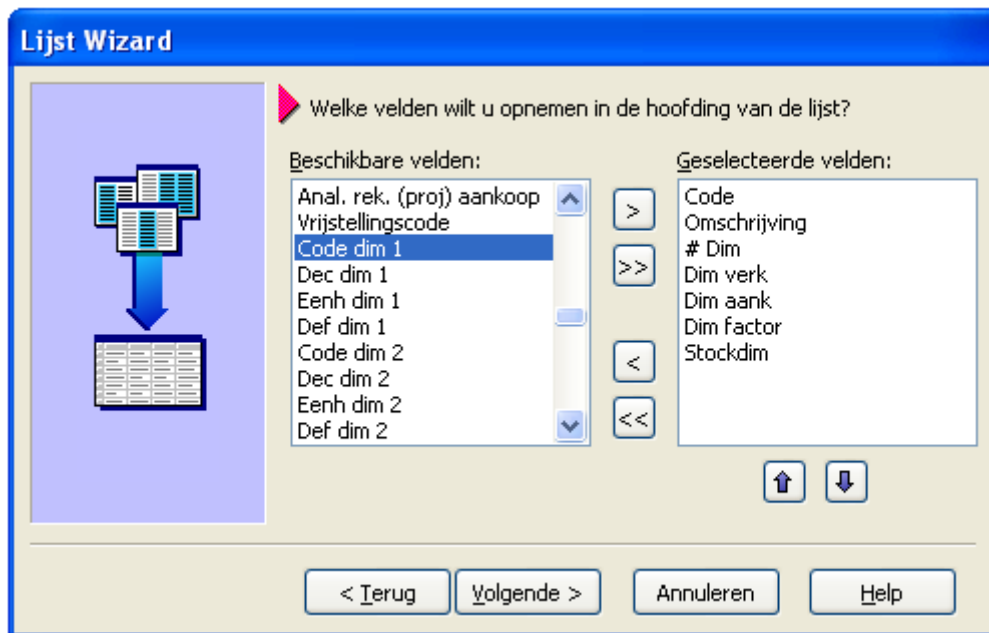 Lijst Wizard
Welke velden wilt u opnemen in de hoofding van de lijst?
Beschikbare velden:
Anal. rek. (proj) aankoop
Vrijstellingscode
Code dim 1
Dec dim 1
Eenh dim 1
Def dim 1
Code dim 2
Dec dim 2
Eenh dim 2
Def dim 2
>
>>
<
<<
Geselecteerde velden:
Code
Omschrijving
# Dim
Dim verk
Dim aank
Dim factor
Stockdim
< Terug
Volgende >
Annuleren
Help